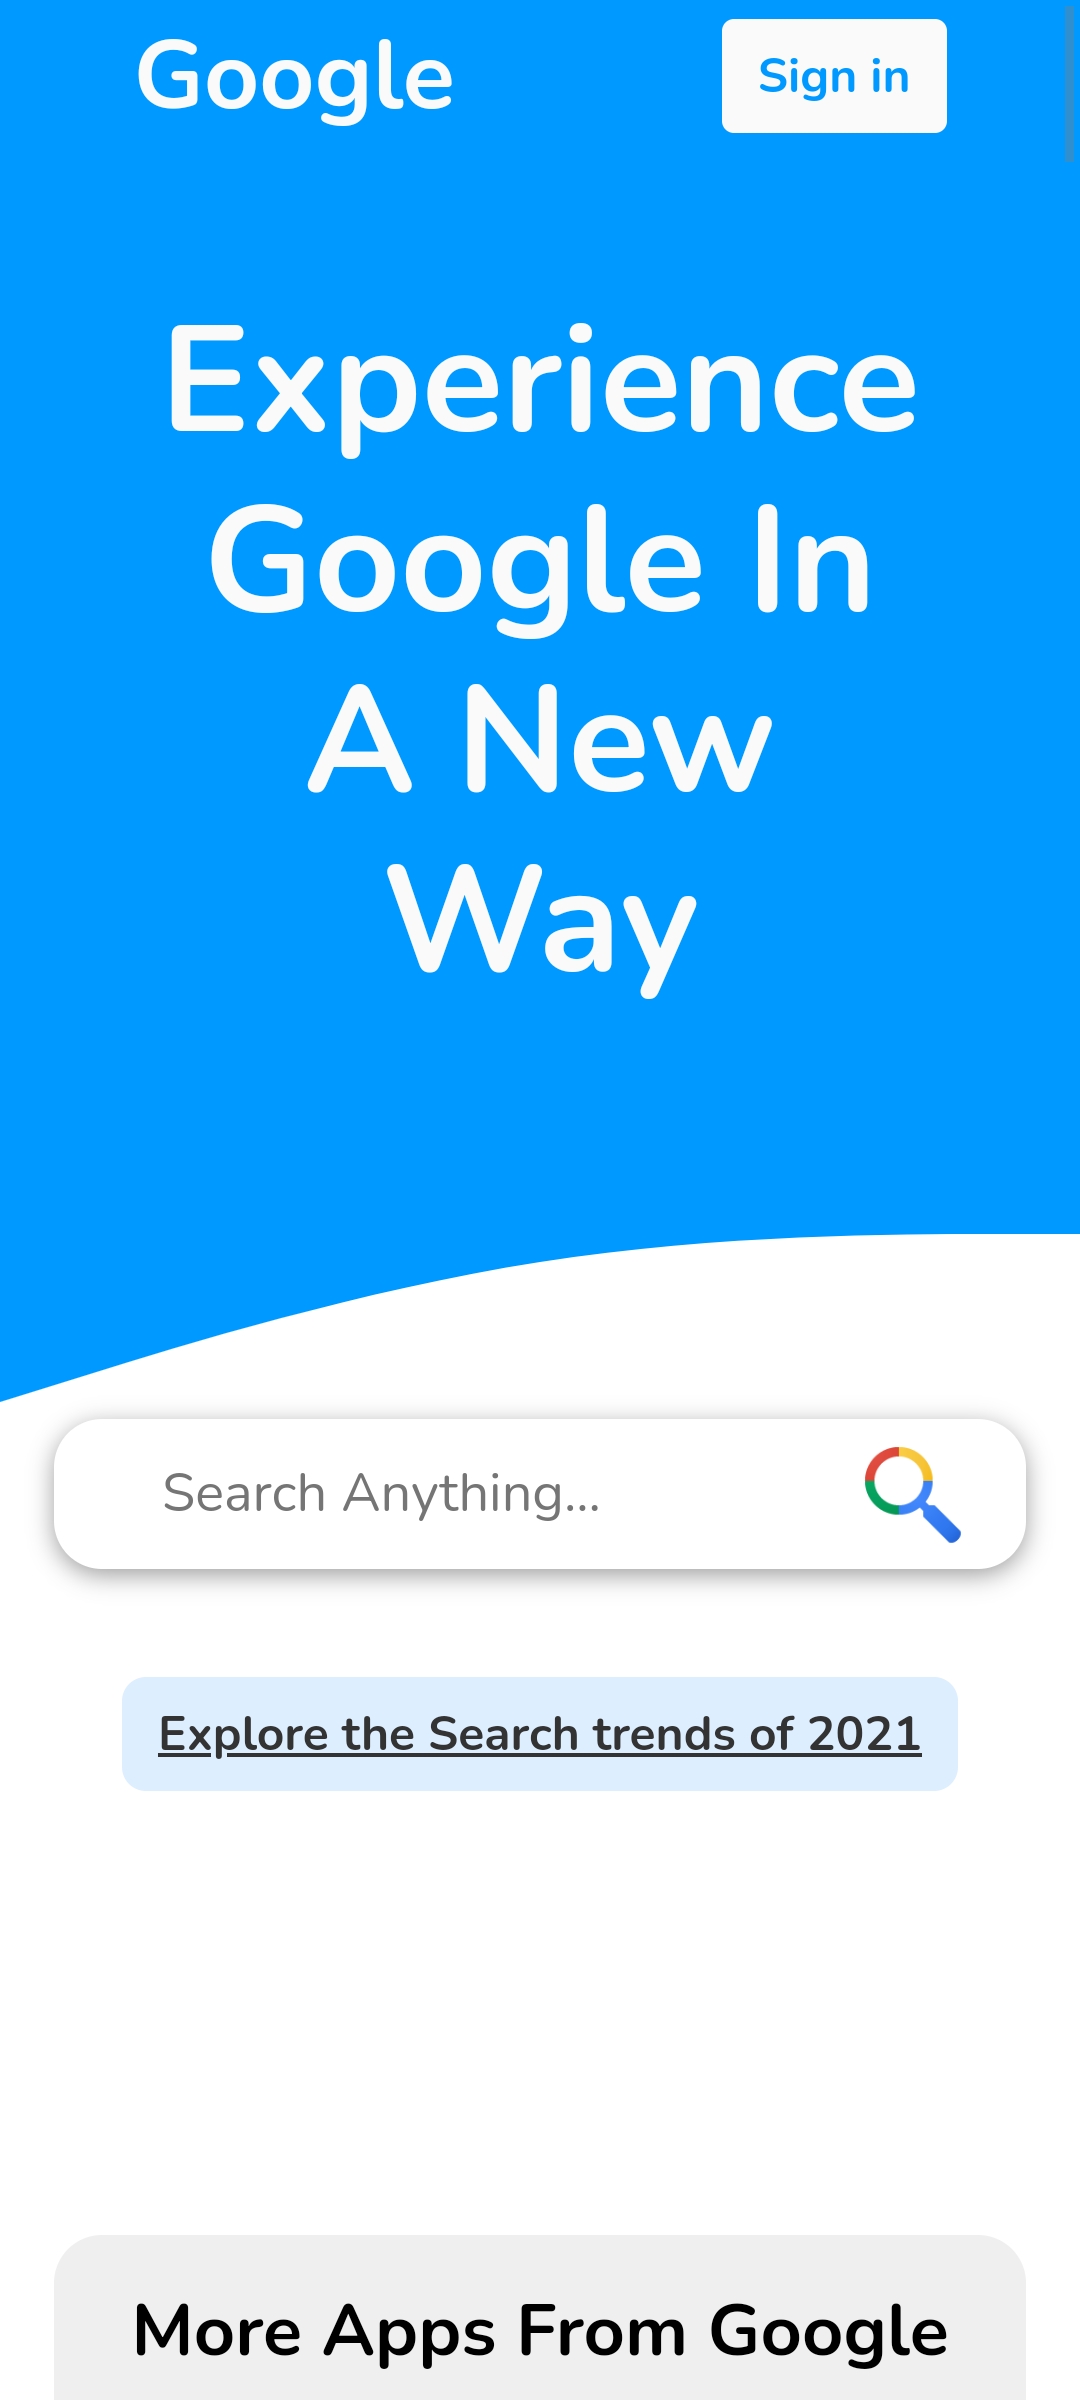 Google
Sign in
Experience
Google In
A New
Way
Search Anything...
Explore the Search trends of 2021
More Apps From Google